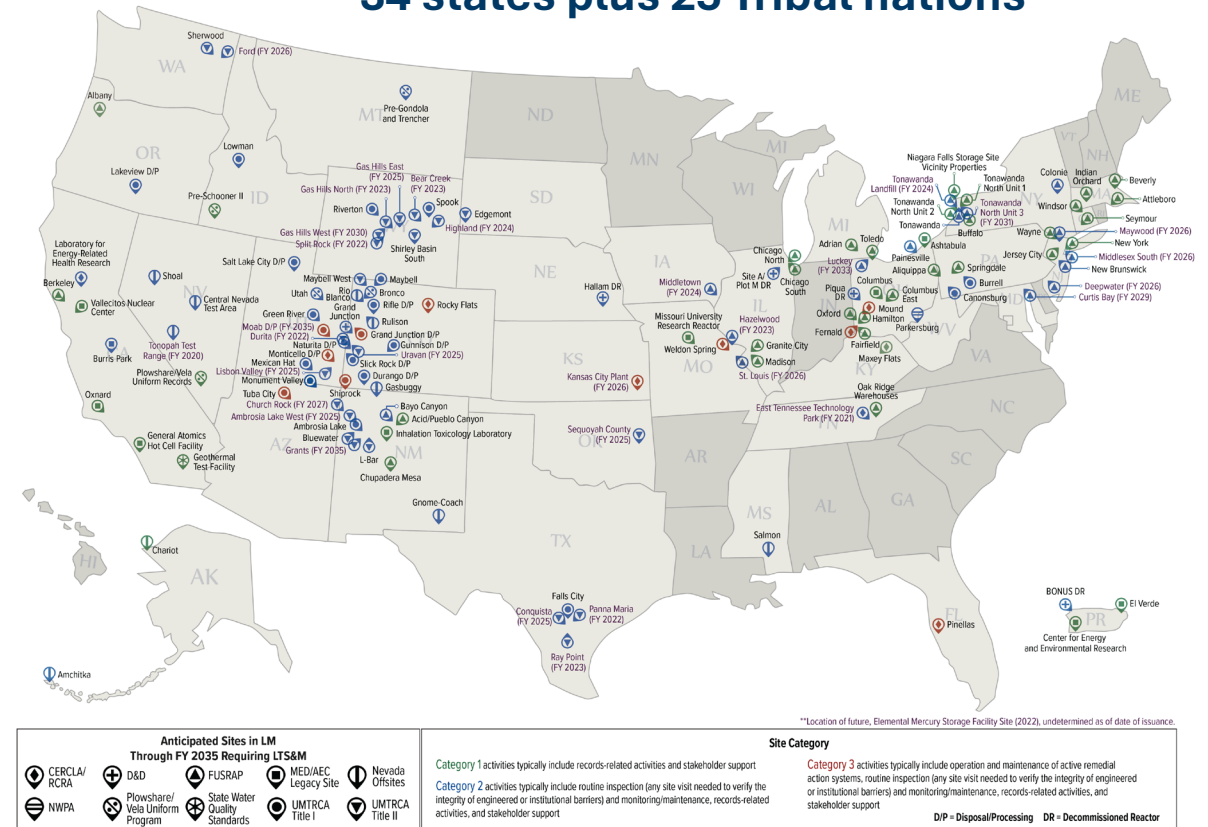 34 states plus 25 Tribal nations
Sherwood
Ford (FY 2026)
WA
Albany
OR
Lakeview D/P
Lowman
ID
Pre-Schooner II
MT
Pre-Gondola
and Trencher
ND
SD
NE
KS
MN
WI
IA
IL
MO
MI
MI
ME
VT
NH
NY
MA
PA
NJ
MD
WV
VA
KY
TN
NC
SC
GA
AL
MS
AR
LA
TX
OK
NM
AZ
NV
FL
AK
HI
PR
Gas Hills East
(FY 2025)
Gas Hills North (FY 2023)
Bear Creek
(FY 2023)
Riverton
Spook
Edgemont
Highland (FY 2024)
Gas Hills West (FY 2030)
Split Rock (FY 2022)
Shirley Basin
South
Laboratory for
Energy-Related
Health Research
Berkeley
Vallecitos Nuclear
Center
Shoal
Central Nevada
Test Area
Salt Lake City D/P
Maybell West
Maybell
Rio
Blanco
Bronco
Utah
Rifle D/P
Rocky Flats
Green River
Grand
Junction
Rulison
Moab D/P (FY 2035)
Grand Junction D/P
Durita (FY 2022)
Gunnison D/P
Naturita D/P
Uravan (FY 2025)
Monticello D/P
Slick Rock D/P
Mexican Hat
Durango D/P
Lisbon Valley (FY 2025)
Gasbuggy
Monument Valley
Shiprock
Tuba City
Burris Park
Tonopah Test
Range (FY 2020)
Plowshare/Vela
Uniform Records
Oxnard
General Atomics
Hot Cell Facility
Geothermal
Test Facility
Church Rock (FY 2027)
Bayo Canyon
Ambrosia Lake West (FY 2025)
Acid/Pueblo Canyon
Ambrosia Lake
Inhalation Toxicology Laboratory
Bluewater
Grants (FY 2035)
L-Bar
Chupadera Mesa
Gnome-Coach
Hallam DR
Kansas City Plant
(FY 2026)
Sequoyah County
(FY 2025)
Falls City
Conquista
(FY 2025)
Panna Maria
(FY 2022)
Ray Point
(FY 2023)
Middletown
(FY 2024)
Chicago
North
Site A/
Plot M DR
Chicago
South
Missouri University
Research Reactor
Weldon Spring
Hazelwood
(FY 2023)
Granite City
Madison
St. Louis (FY 2026)
Salmon
Adrian
Toledo
Luckey
(FY 2033)
Painesville
Ashtabula
Aliquippa
Springdale
Burrell
Canonsburg
Columbus
Columbus
East
Piqua
DR
Mound
Oxford
Hamilton
Fernald
Fairfield
Parkersburg
Maxey Flats
Oak Ridge
Warehouses
East Tennessee Technology
Park (FY 2021)
Niagara Falls Storage Site
Vicinity Properties
Tonawanda
Landfill (FY 2024)
Tonawanda
North Unit 1
Tonawanda
North Unit 2
Tonawanda
North Unit 3
(FY 2031)
Tonawanda
Buffalo
Colonie
Indian
Orchard
Beverly
Attleboro
Windsor
Seymour
Wayne
Maywood (FY 2026)
New York
Jersey City
Middlesex South (FY 2026)
New Brunswick
Deepwater (FY 2026)
Curtis Bay (FY 2029)
Pinellas
BONUS DR
El Verde
Center for Energy
and Environmental Research
Chariot
Amchitka
**Location of future, Elemental Mercury Storage Facility Site (2022), undetermined as of date of issuance.
Anticipated Sites in LM
Through FY 2035 Requiring LTS&M
CERCLA/
RCRA
D&D
FUSRAP
MED/AEC
Legacy Site
Nevada
Offsites
NWPA
Plowshare/
Vela Uniform
Program
State Water
Quality
Standards
UMTRCA
Title I
UMTRCA
Title II
Site Category
Category 1 activities typically include records-related activities and stakeholder support
Category 2 activities typically include routine inspection (any site visit needed to verify the
integrity of engineered or institutional barriers) and monitoring/maintenance, records-related
activities, and stakeholder support
Category 3 activities typically include operation and maintenance of active remedial
action systems, routine inspection (any site visit needed to verify the integrity of engineered
or institutional barriers) and monitoring/maintenance, records-related activities, and
stakeholder support
D/P = Disposal/Processing DR = Decommissioned Reactor